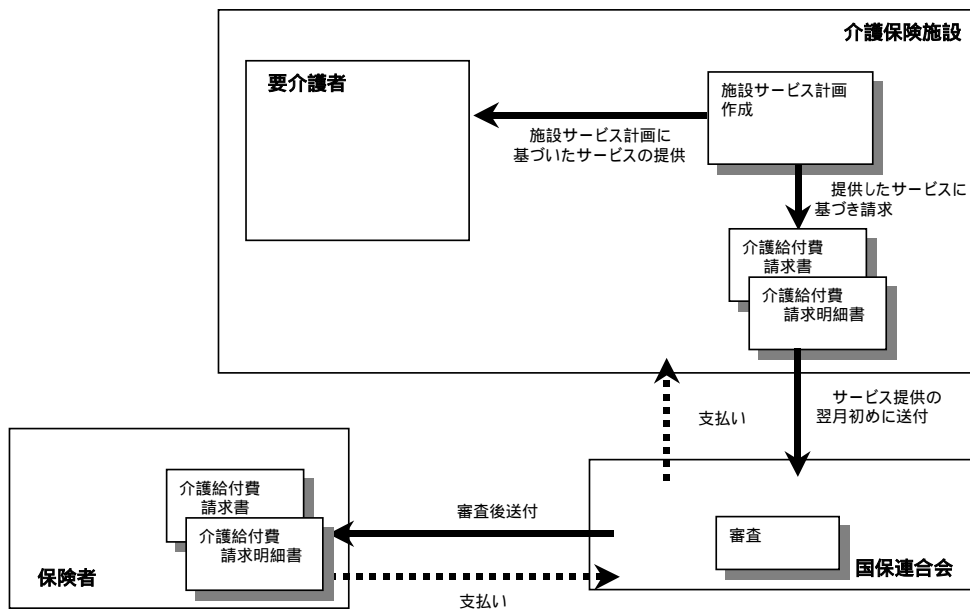 介護保険施設
要介護者
施設サービス計画
作成
施設サービス計画に
基づいたサービスの提供
提供したサービスに
基づき請求
介護給付費
請求書
介護給付費
請求明細書
サービス提供の
翌月初めに送付
支払い
介護給付費
請求書
介護給付費
請求明細書
保険者
審査後送付
審査
国保連合会
支払い